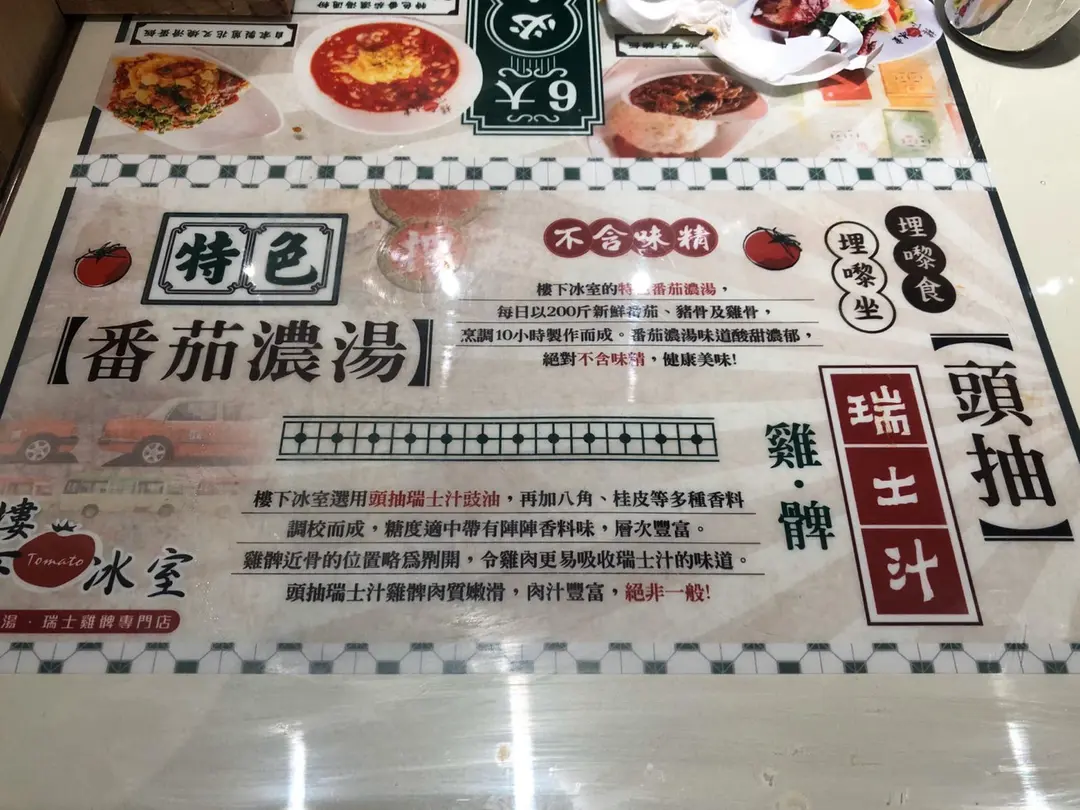 6大
特色
【番茄濃湯】
不含味精
樓下冰室的特色番茄濃湯，
每日以200斤新鮮番茄、豬骨及雞骨，
烹調10小時製作而成。番茄濃湯味道酸甜濃郁，
絕對不含味精，健康美味!
埋嚟坐
埋嚟食
【頭抽】
瑞士汁
雞·髀
樓下冰室選用頭抽瑞士汁豉油，再加八角、桂皮等多種香料
調校而成，糖度適中帶有陣陣香料味，層次豐富。
雞髀近骨的位置略為𠝹開，令雞肉更易吸收瑞士汁的味道。
頭抽瑞士汁雞髀肉質嫩滑，肉汁豐富，絕非一般!
樓下冰室
Tomato
湯·瑞士雞髀專門店